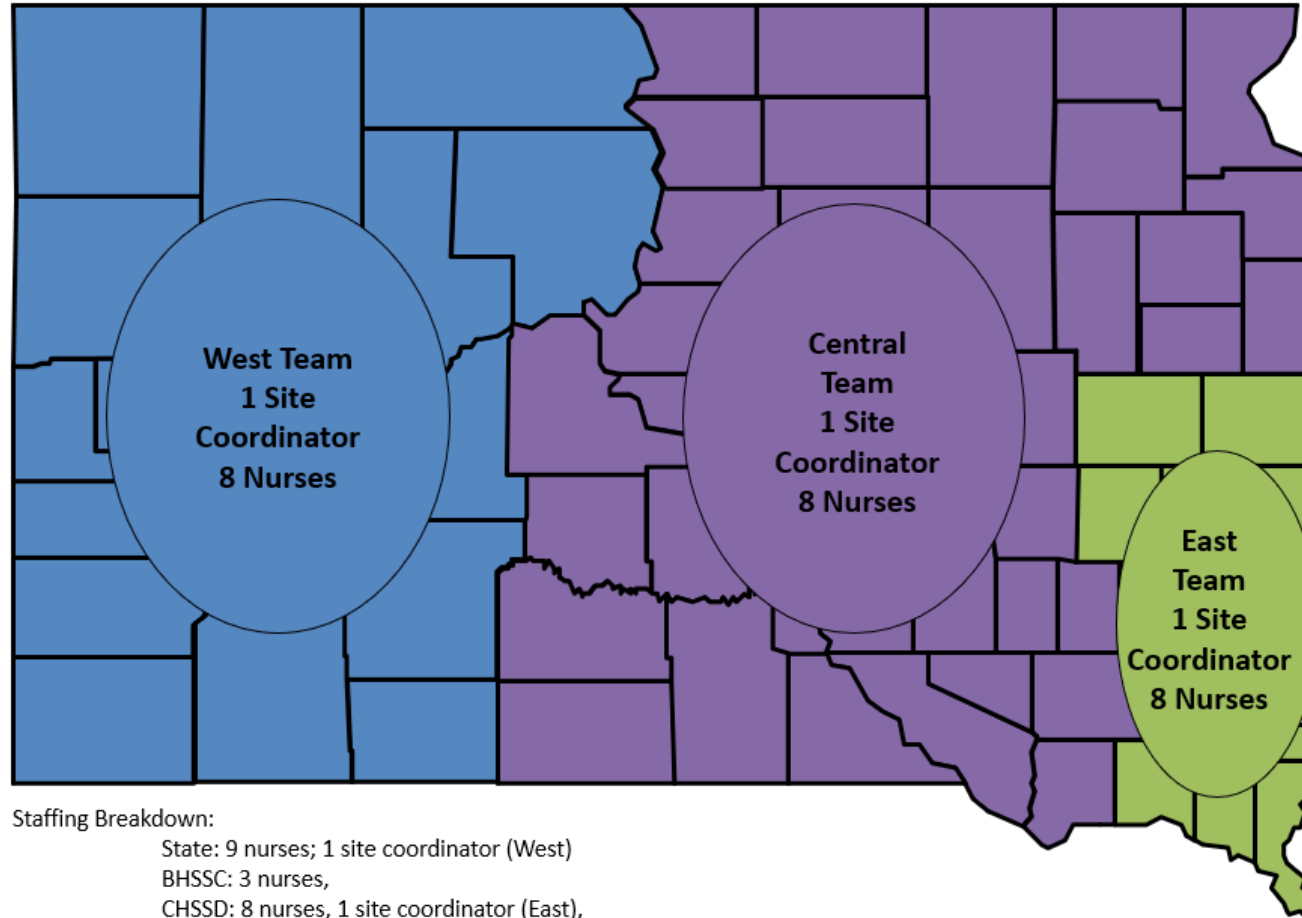 West Team
1 Site
Coordinator
8 Nurses
Central
Team
1 Site
Coordinator
8 Nurses
East
Team
1 Site
Coordinator
8 Nurses
Staffing Breakdown:
State: 9 nurses; 1 site coordinator (West)
BHSSC: 3 nurses,
CHSSD: 8 nurses, 1 site coordinator (East),